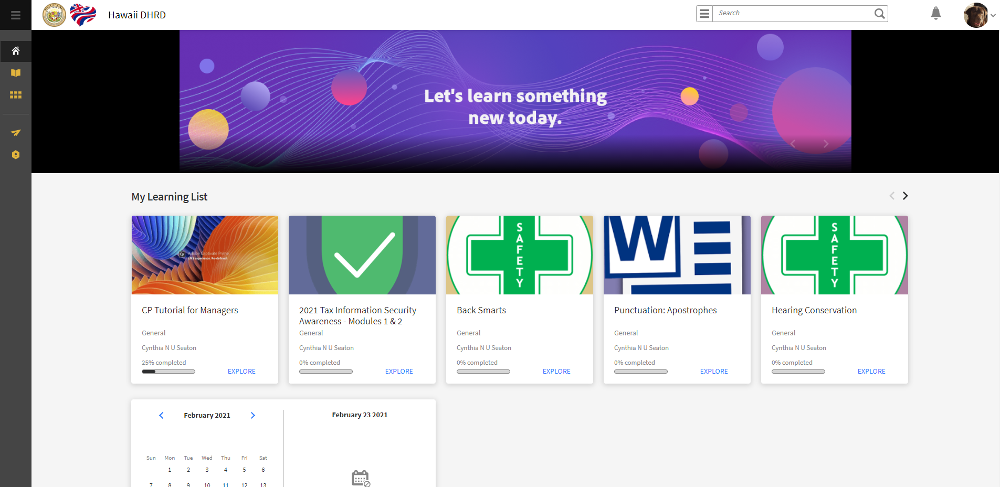 Hawaii DHRD
Search
Let's learn something
new today.
My Learning List
Cp
Adobe Captivate Prime
LMS experience. Re-defined.
SAFETY
W
SAFETY
CP Tutorial for Managers
General
Cynthia N U Seaton
25% completed
EXPLORE
2021 Tax Information Security
Awareness - Modules 1 & 2
General
Cynthia N U Seaton
0% completed
EXPLORE
Back Smarts
General
Cynthia N U Seaton
0% completed
EXPLORE
Punctuation: Apostrophes
General
Cynthia N U Seaton
0% completed
EXPLORE
Hearing Conservation
General
Cynthia N U Seaton
0% completed
EXPLORE
February 2021
Sun Mon Tue Wed Thu Fri Sat
1 2 3 4 5 6
7 8 9 10 11 12 13
February 23 2021